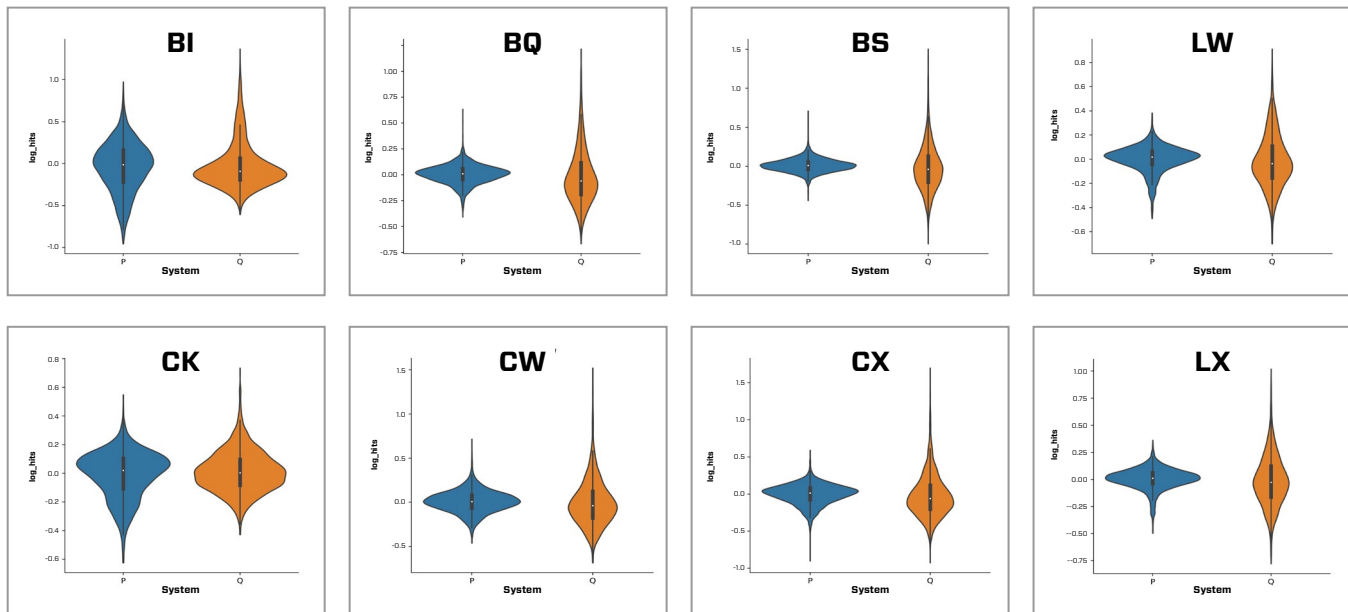 BI
1.0
0.5
0.0
-0.5
-1.0
log_hits
P
Q
System
BQ
1.00
0.75
0.50
0.25
0.00
-0.25
-0.50
-0.75
log_hits
P
Q
System
BS
1.5
1.0
0.5
0.0
-0.5
-1.0
log_hits
P
Q
System
LW
0.8
0.6
0.4
0.2
0.0
-0.2
-0.4
-0.6
log_hits
P
Q
System
CK
0.8
0.6
0.4
0.2
0.0
-0.2
-0.4
-0.6
log_hits
P
Q
System
CW
1.5
1.0
0.5
0.0
-0.5
log_hits
P
Q
System
CX
1.5
1.0
0.5
0.0
-0.5
-1.0
log_hits
P
Q
System
LX
1.00
0.75
0.50
0.25
0.00
--0.25
--0.50
--0.75
log_hits
P
Q
System